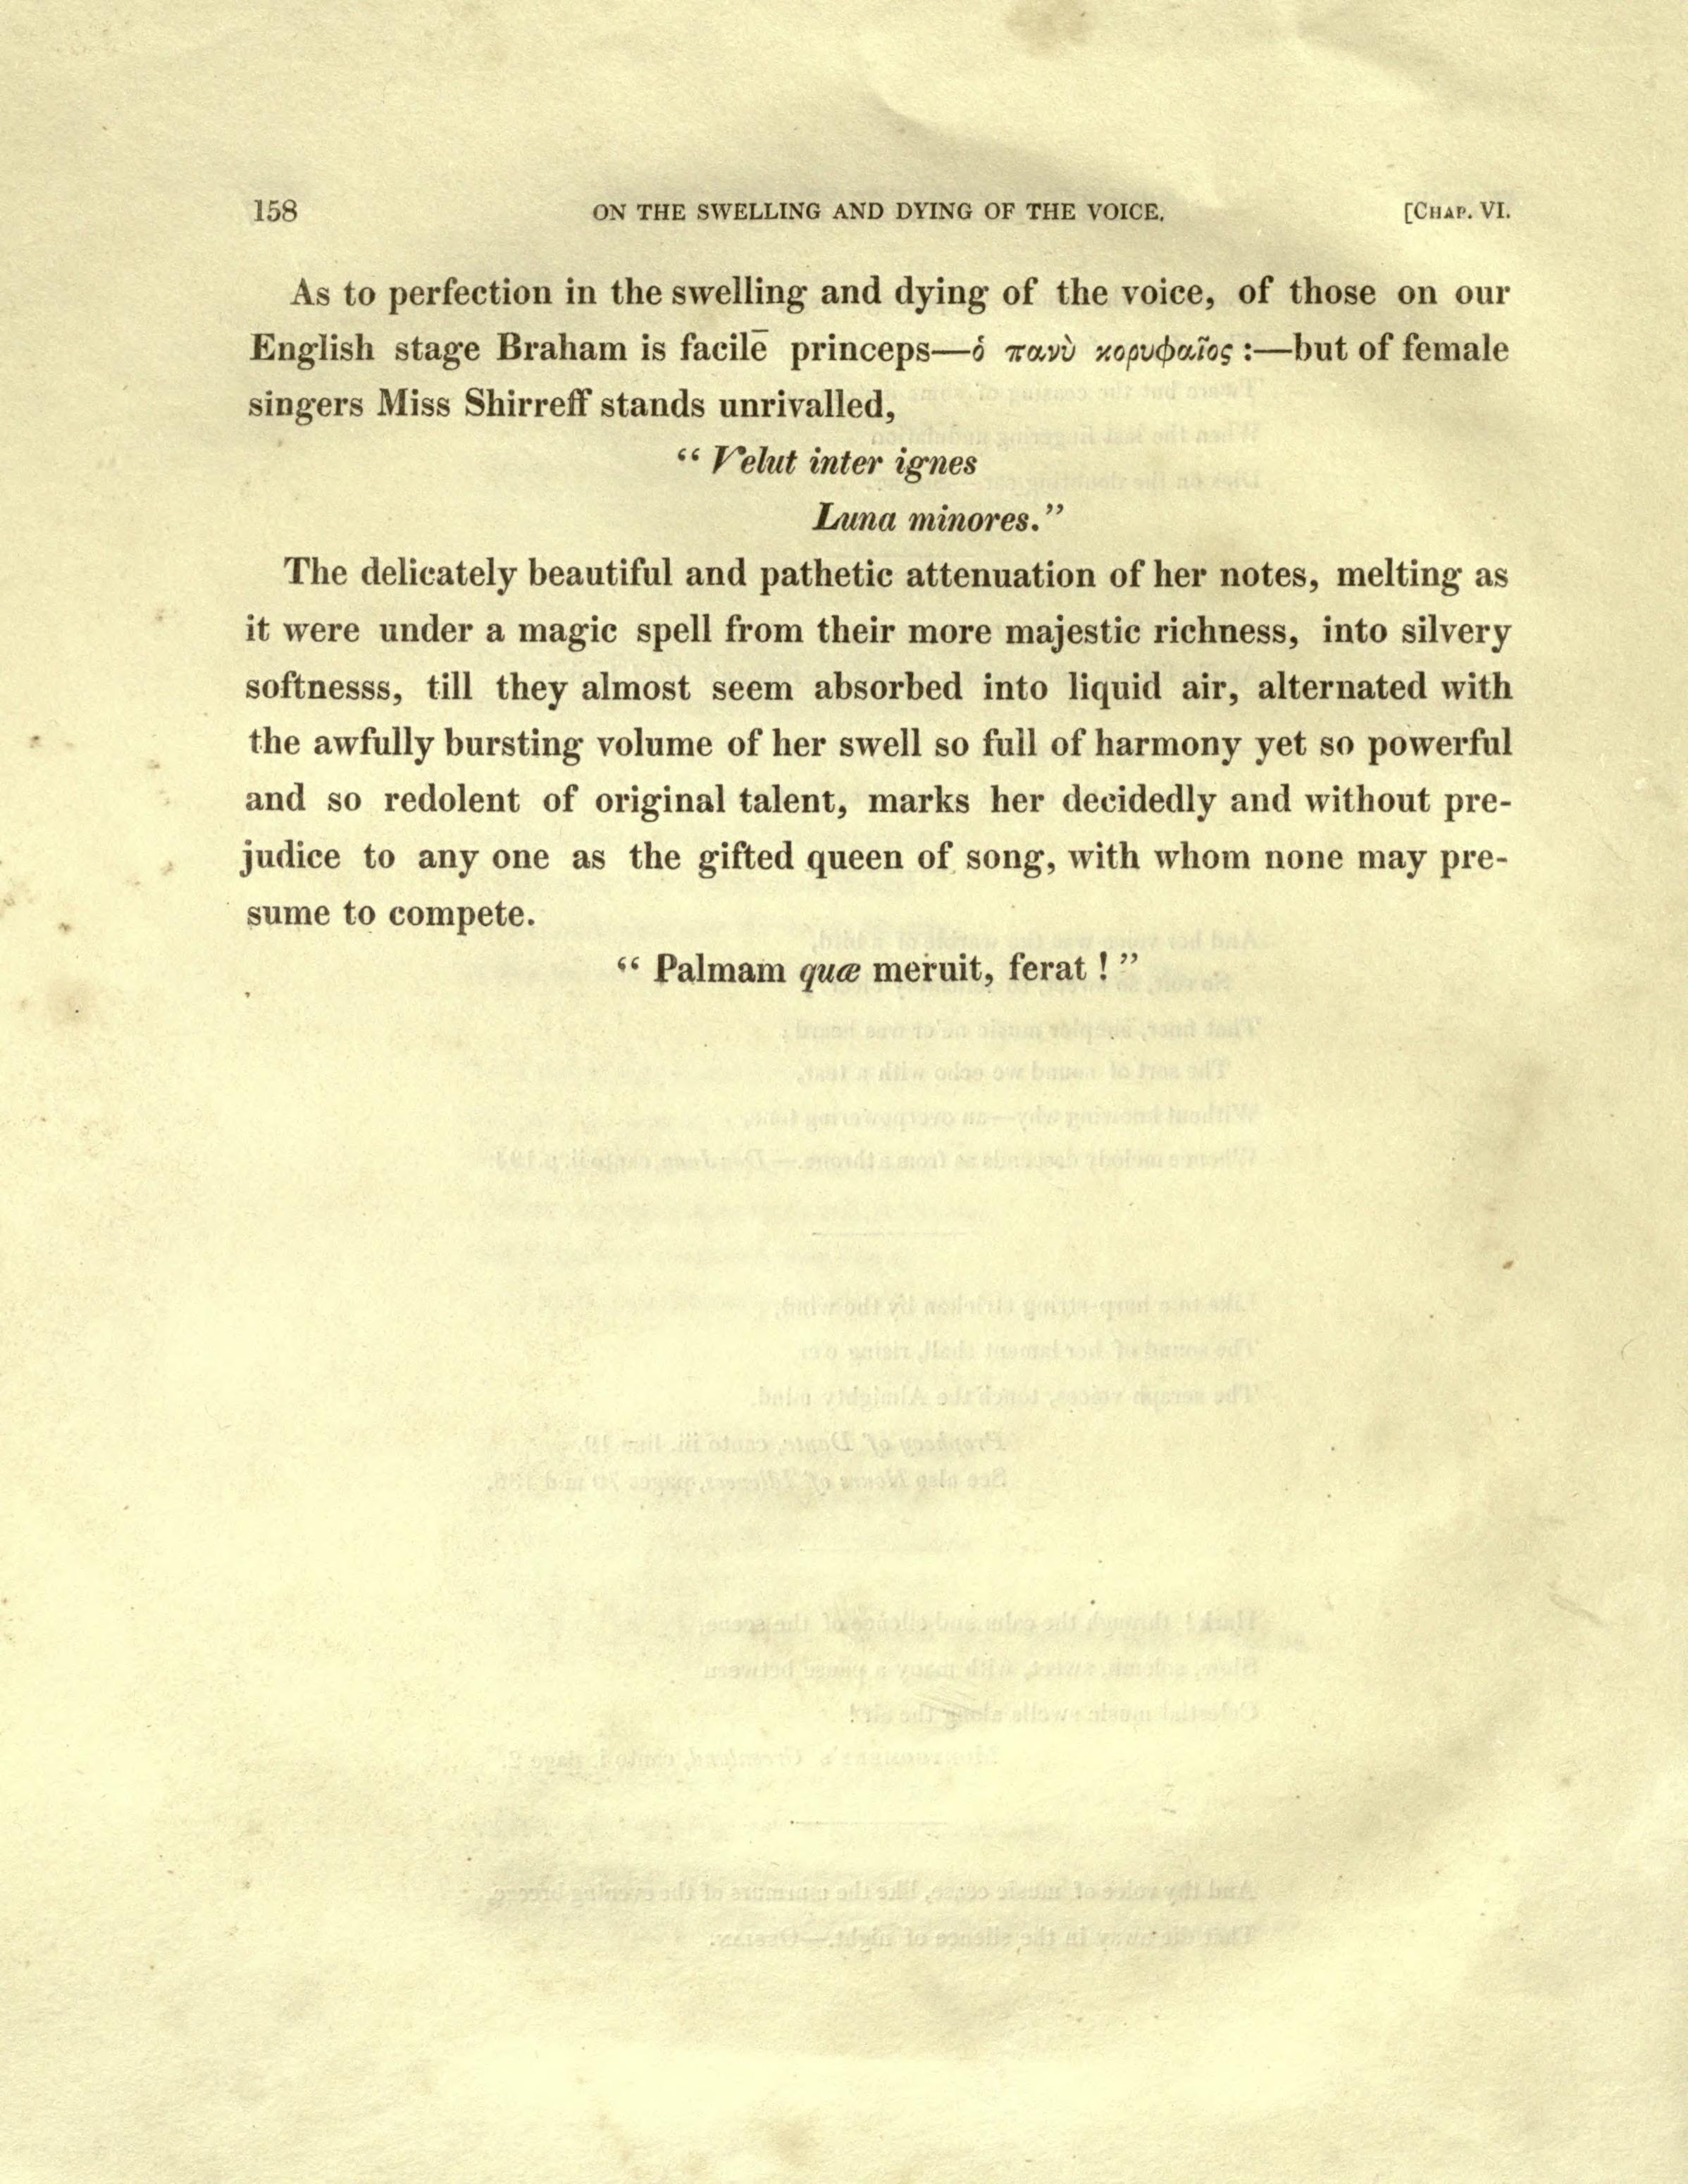 158 ON THE SWELLING AND DYING OF THE VOICE. [CHAP. VI.
As to perfection in the swelling and dying of the voice, of those on our
English stage Braham is facilē princeps—ὁ πανὺ κορυφαῖος :—but of female
singers Miss Shirreff stands unrivalled,
“ Velut inter ignes
Luna minores.”
The delicately beautiful and pathetic attenuation of her notes, melting as
it were under a magic spell from their more majestic richness, into silvery
softnesss, till they almost seem absorbed into liquid air, alternated with
the awfully bursting volume of her swell so full of harmony yet so powerful
and so redolent of original talent, marks her decidedly and without pre-
judice to any one as the gifted queen of song, with whom none may pre-
sume to compete.
“ Palmam quæ meruit, ferat ! ”